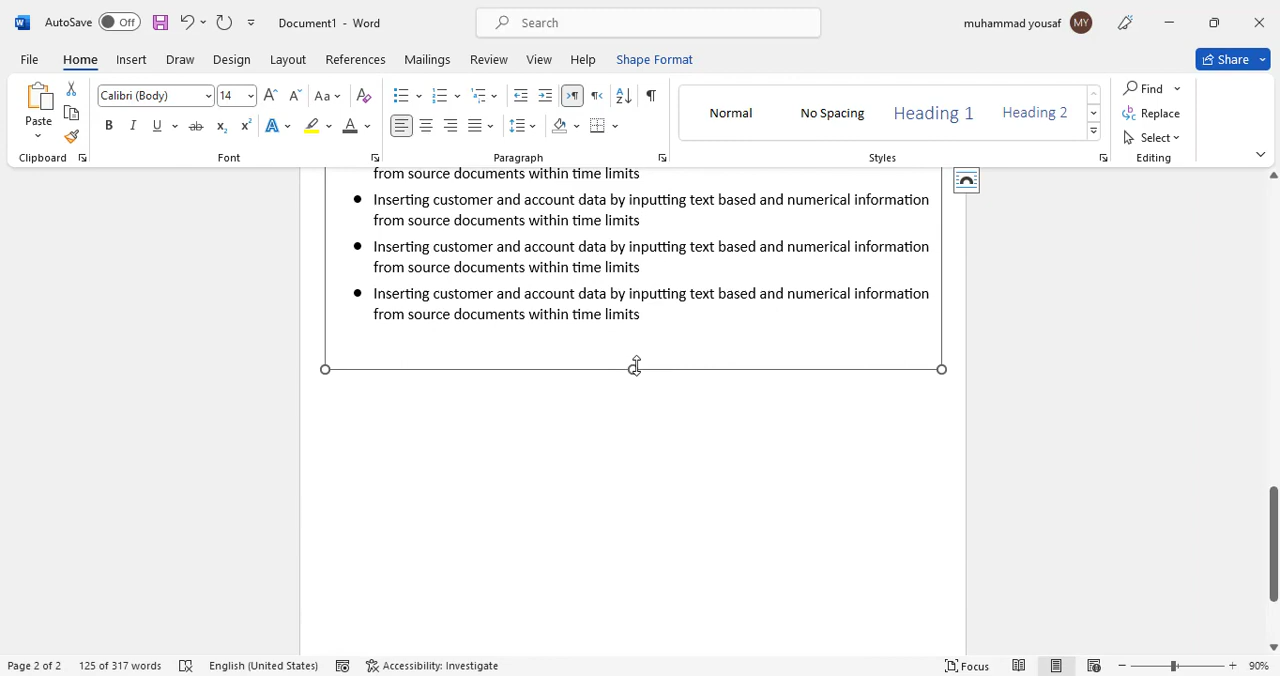 AutoSave Off Document1 - Word Search muhammad yousaf MY
File Home Insert Draw Design Layout References Mailings Review View Help Shape Format Share
Paste Calibri (Body) 14 Aa Normal No Spacing Heading 1 Heading 2 Find Replace Select
Clipboard Font Paragraph Styles Editing
from source documents within time limits
● Inserting customer and account data by inputting text based and numerical information
from source documents within time limits
● Inserting customer and account data by inputting text based and numerical information
from source documents within time limits
● Inserting customer and account data by inputting text based and numerical information
from source documents within time limits
Page 2 of 2 125 of 317 words English (United States) Accessibility: Investigate Focus 90%